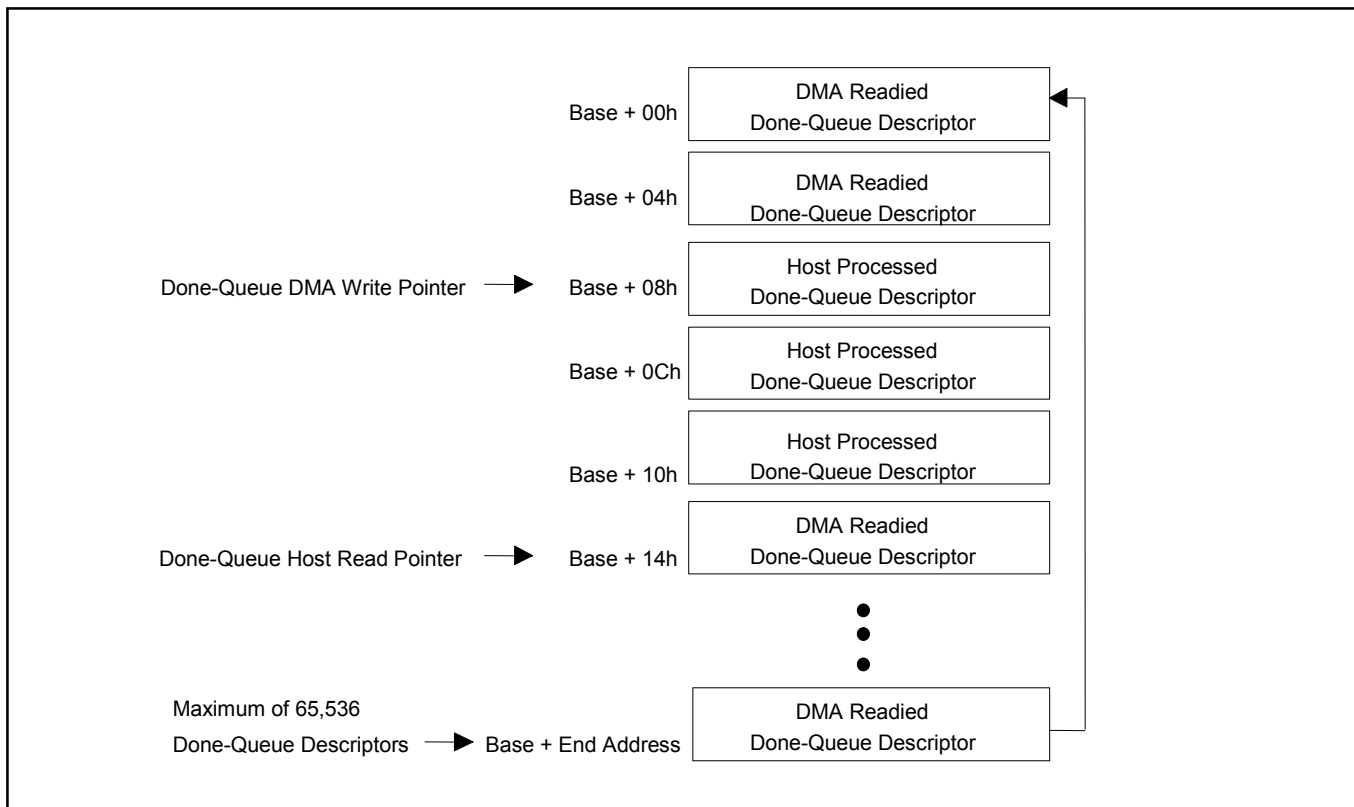 DMA Readied
Base + 00h
Done-Queue Descriptor
DMA Readied
Base + 04h
Done-Queue Descriptor
Host Processed
Done-Queue DMA Write Pointer
Base + 08h
Done-Queue Descriptor
Host Processed
Base + 0Ch
Done-Queue Descriptor
Host Processed
Base + 10h
Done-Queue Descriptor
DMA Readied
Done-Queue Host Read Pointer
Base + 14h
Done-Queue Descriptor
Maximum of 65,536
Done-Queue Descriptors
Base + End Address
DMA Readied
Done-Queue Descriptor